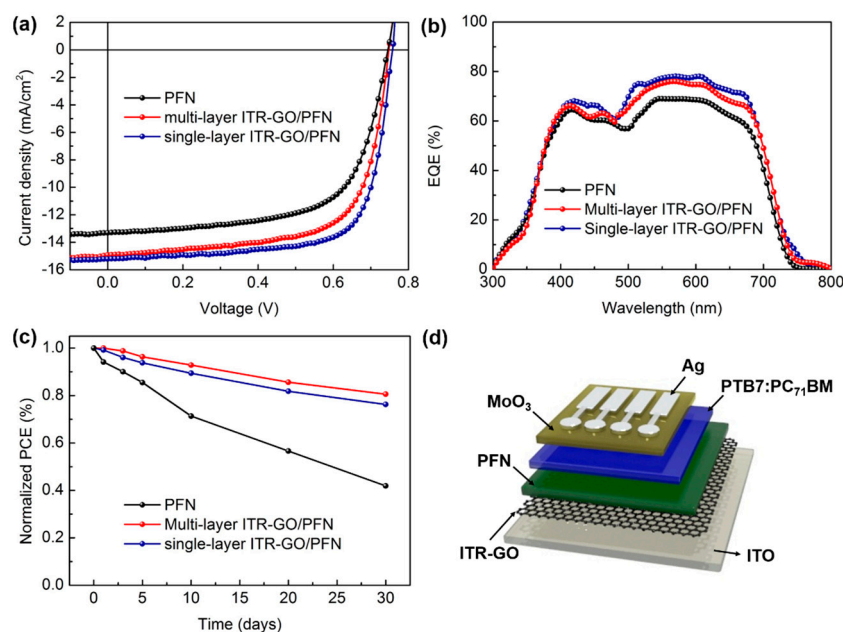 (a)
2
0
-2
-4
-6
-8
-10
-12
-14
-16
Current density (mA/cm²)
PFN
multi-layer ITR-GO/PFN
single-layer ITR-GO/PFN
0.0 0.2 0.4 0.6 0.8
Voltage (V)
(b)
100
80
60
40
20
0
EQE (%)
PFN
Multi-layer ITR-GO/PFN
Single-layer ITR-GO/PFN
300 400 500 600 700 800
Wavelength (nm)
(c)
1.0
0.8
0.6
0.4
0.2
0.0
Normalized PCE (%)
PFN
Multi-layer ITR-GO/PFN
single-layer ITR-GO/PFN
0 5 10 15 20 25 30
Time (days)
(d)
Ag
PTB7:PC₇₁BM
MoO₃
PFN
ITR-GO
ITO